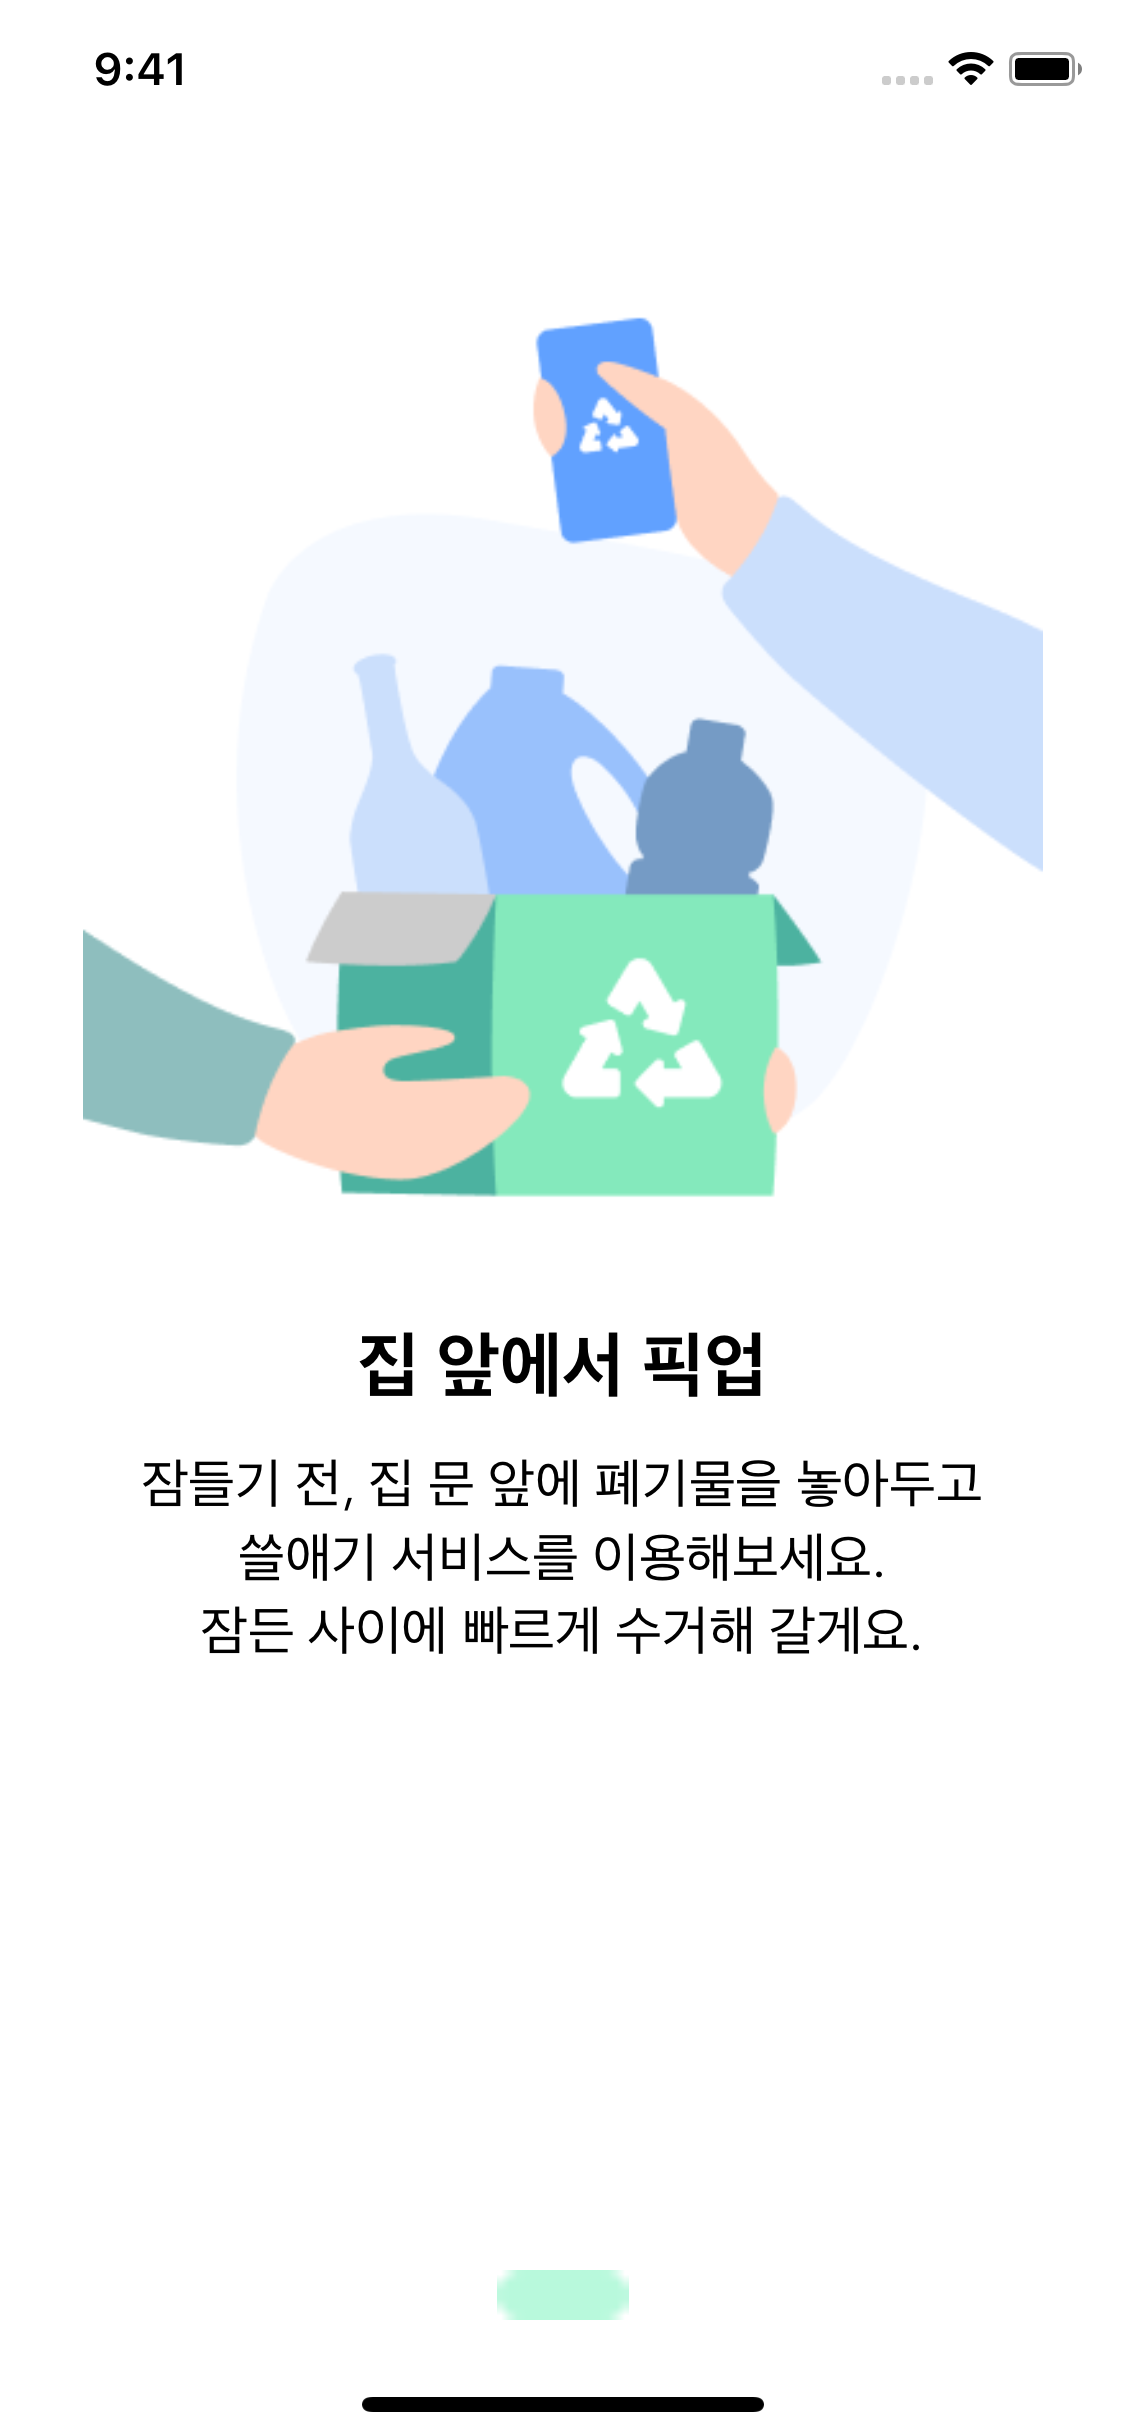 9:41
집 앞에서 픽업
잠들기 전, 집 문 앞에 폐기물을 놓아두고
쓸애기 서비스를 이용해보세요.
잠든 사이에 빠르게 수거해 갈게요.